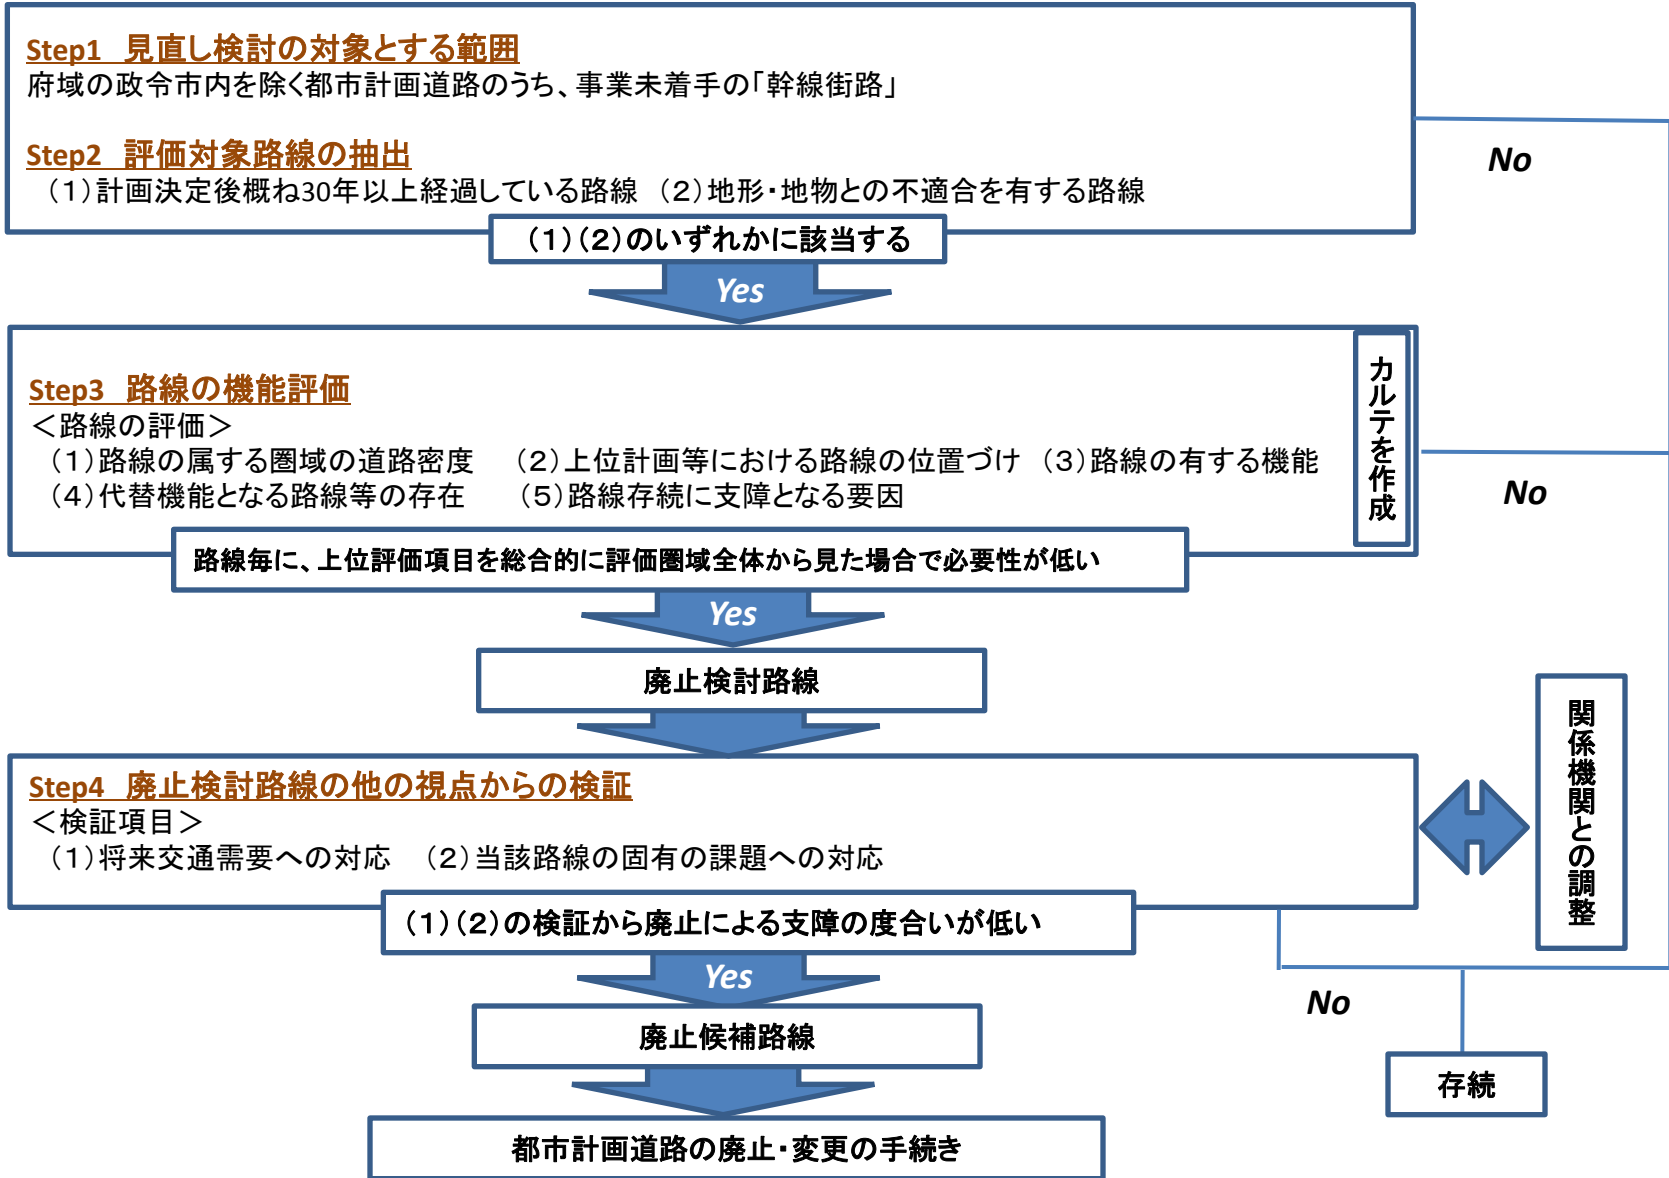 Step1　見直し検討の対象とする範囲
府域の政令市内を除く都市計画道路のうち、事業未着手の「幹線街路」
Step2　評価対象路線の抽出
（1）計画決定後概ね30年以上経過している路線　（2）地形・地物との不適合を有する路線
No
（1）（2）のいずれかに該当する
Yes
Step3　路線の機能評価
＜路線の評価＞
（1）路線の属する圏域の道路密度　（2）上位計画等における路線の位置づけ　（3）路線の有する機能
（4）代替機能となる路線等の存在　（5）路線存続に支障となる要因
カルテを作成
No
路線毎に、上位評価項目を総合的に評価圏域全体から見た場合で必要性が低い
Yes
廃止検討路線
Step4　廃止検討路線の他の視点からの検証
＜検証項目＞
（1）将来交通需要への対応　（2）当該路線の固有の課題への対応
関係機関との調整
（1）（2）の検証から廃止による支障の度合いが低い
Yes
No
廃止候補路線
存続
都市計画道路の廃止・変更の手続き